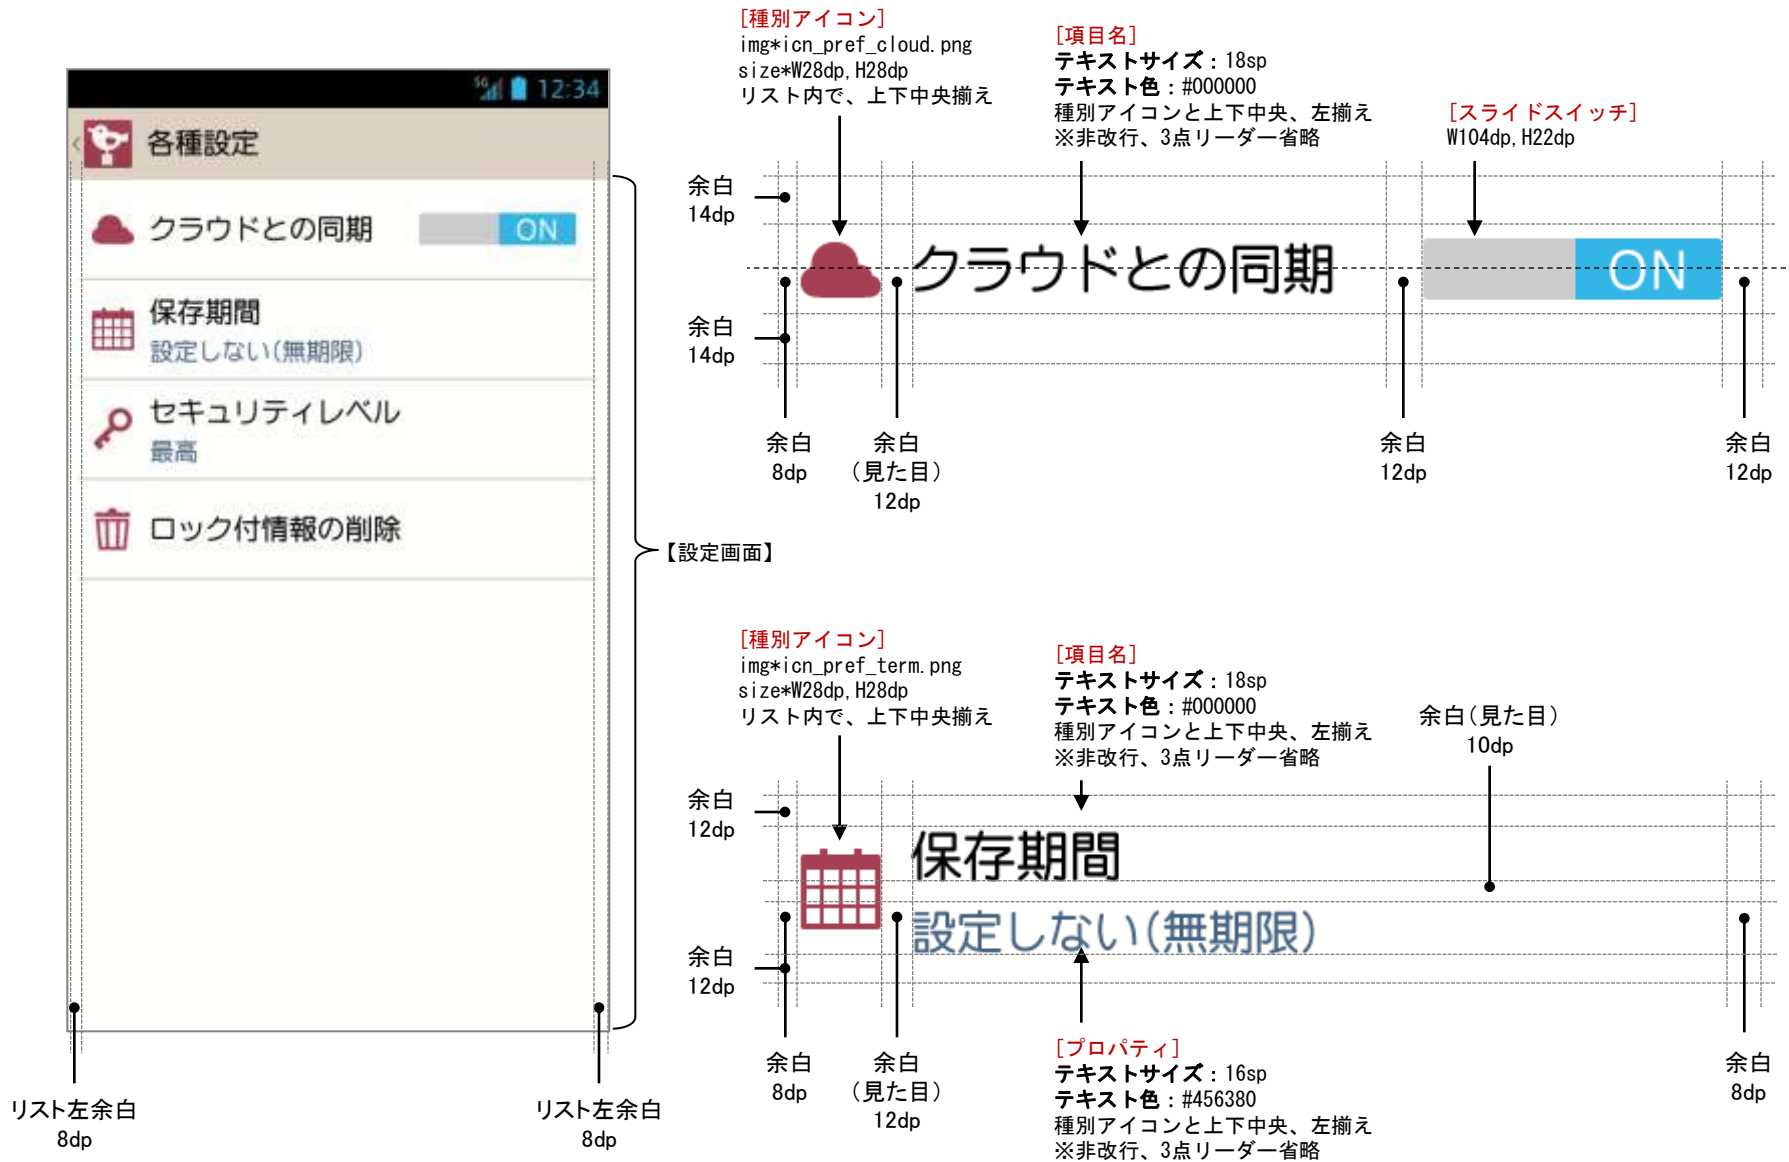 5G 12:34
各種設定
クラウドとの同期 ON
保存期間
設定しない(無期限)
セキュリティレベル
最高
ロック付情報の削除
【設定画面】
リスト左余白
8dp
リスト左余白
8dp
[種別アイコン]
img*icn_pref_cloud.png
size*W28dp,H28dp
リスト内で、上下中央揃え
[項目名]
テキストサイズ：18sp
テキスト色：#000000
種別アイコンと上下中央、左揃え
※非改行、3点リーダー省略
[スライドスイッチ]
W104dp,H22dp
余白
14dp
クラウドとの同期 ON
余白
14dp
余白
8dp
余白
(見た目)
12dp
余白
12dp
余白
12dp
[種別アイコン]
img*icn_pref_term.png
size*W28dp,H28dp
リスト内で、上下中央揃え
[項目名]
テキストサイズ：18sp
テキスト色：#000000
種別アイコンと上下中央、左揃え
※非改行、3点リーダー省略
余白(見た目)
10dp
余白
12dp
保存期間
設定しない(無期限)
余白
12dp
余白
8dp
余白
(見た目)
12dp
[プロパティ]
テキストサイズ：16sp
テキスト色：#456380
種別アイコンと上下中央、左揃え
※非改行、3点リーダー省略
余白
8dp